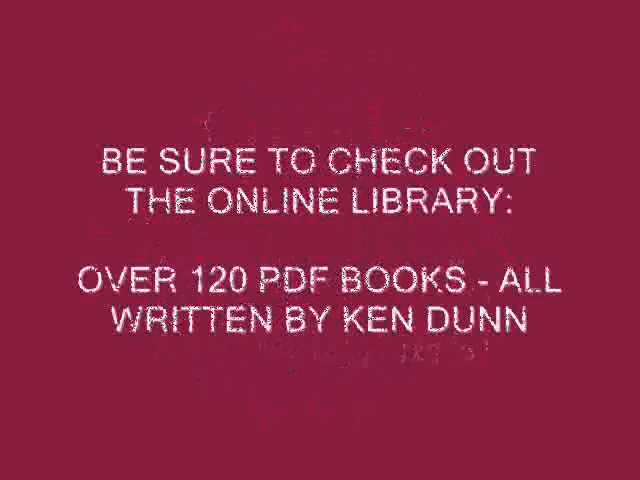 BE SURE TO CHECK OUT
THE ONLINE LIBRARY:
OVER 120 PDF BOOKS - ALL
WRITTEN BY KEN DUNN